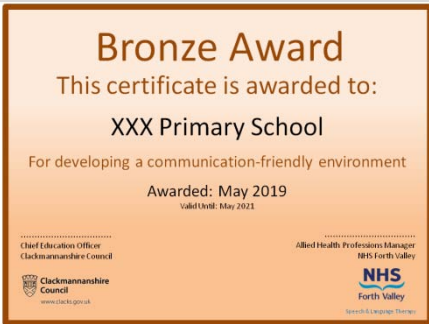 Bronze Award
This certificate is awarded to:
XXX Primary School
For developing a communication-friendly environment
Awarded: May 2019
Valid Until: May 2021
Chief Education Officer
Clackmannanshire Council
Allied Health Professions Manager
NHS Forth Valley
Clackmannanshire
Council
www.clacks.gov.uk
NHS
Forth Valley
Speech & Language Therapy